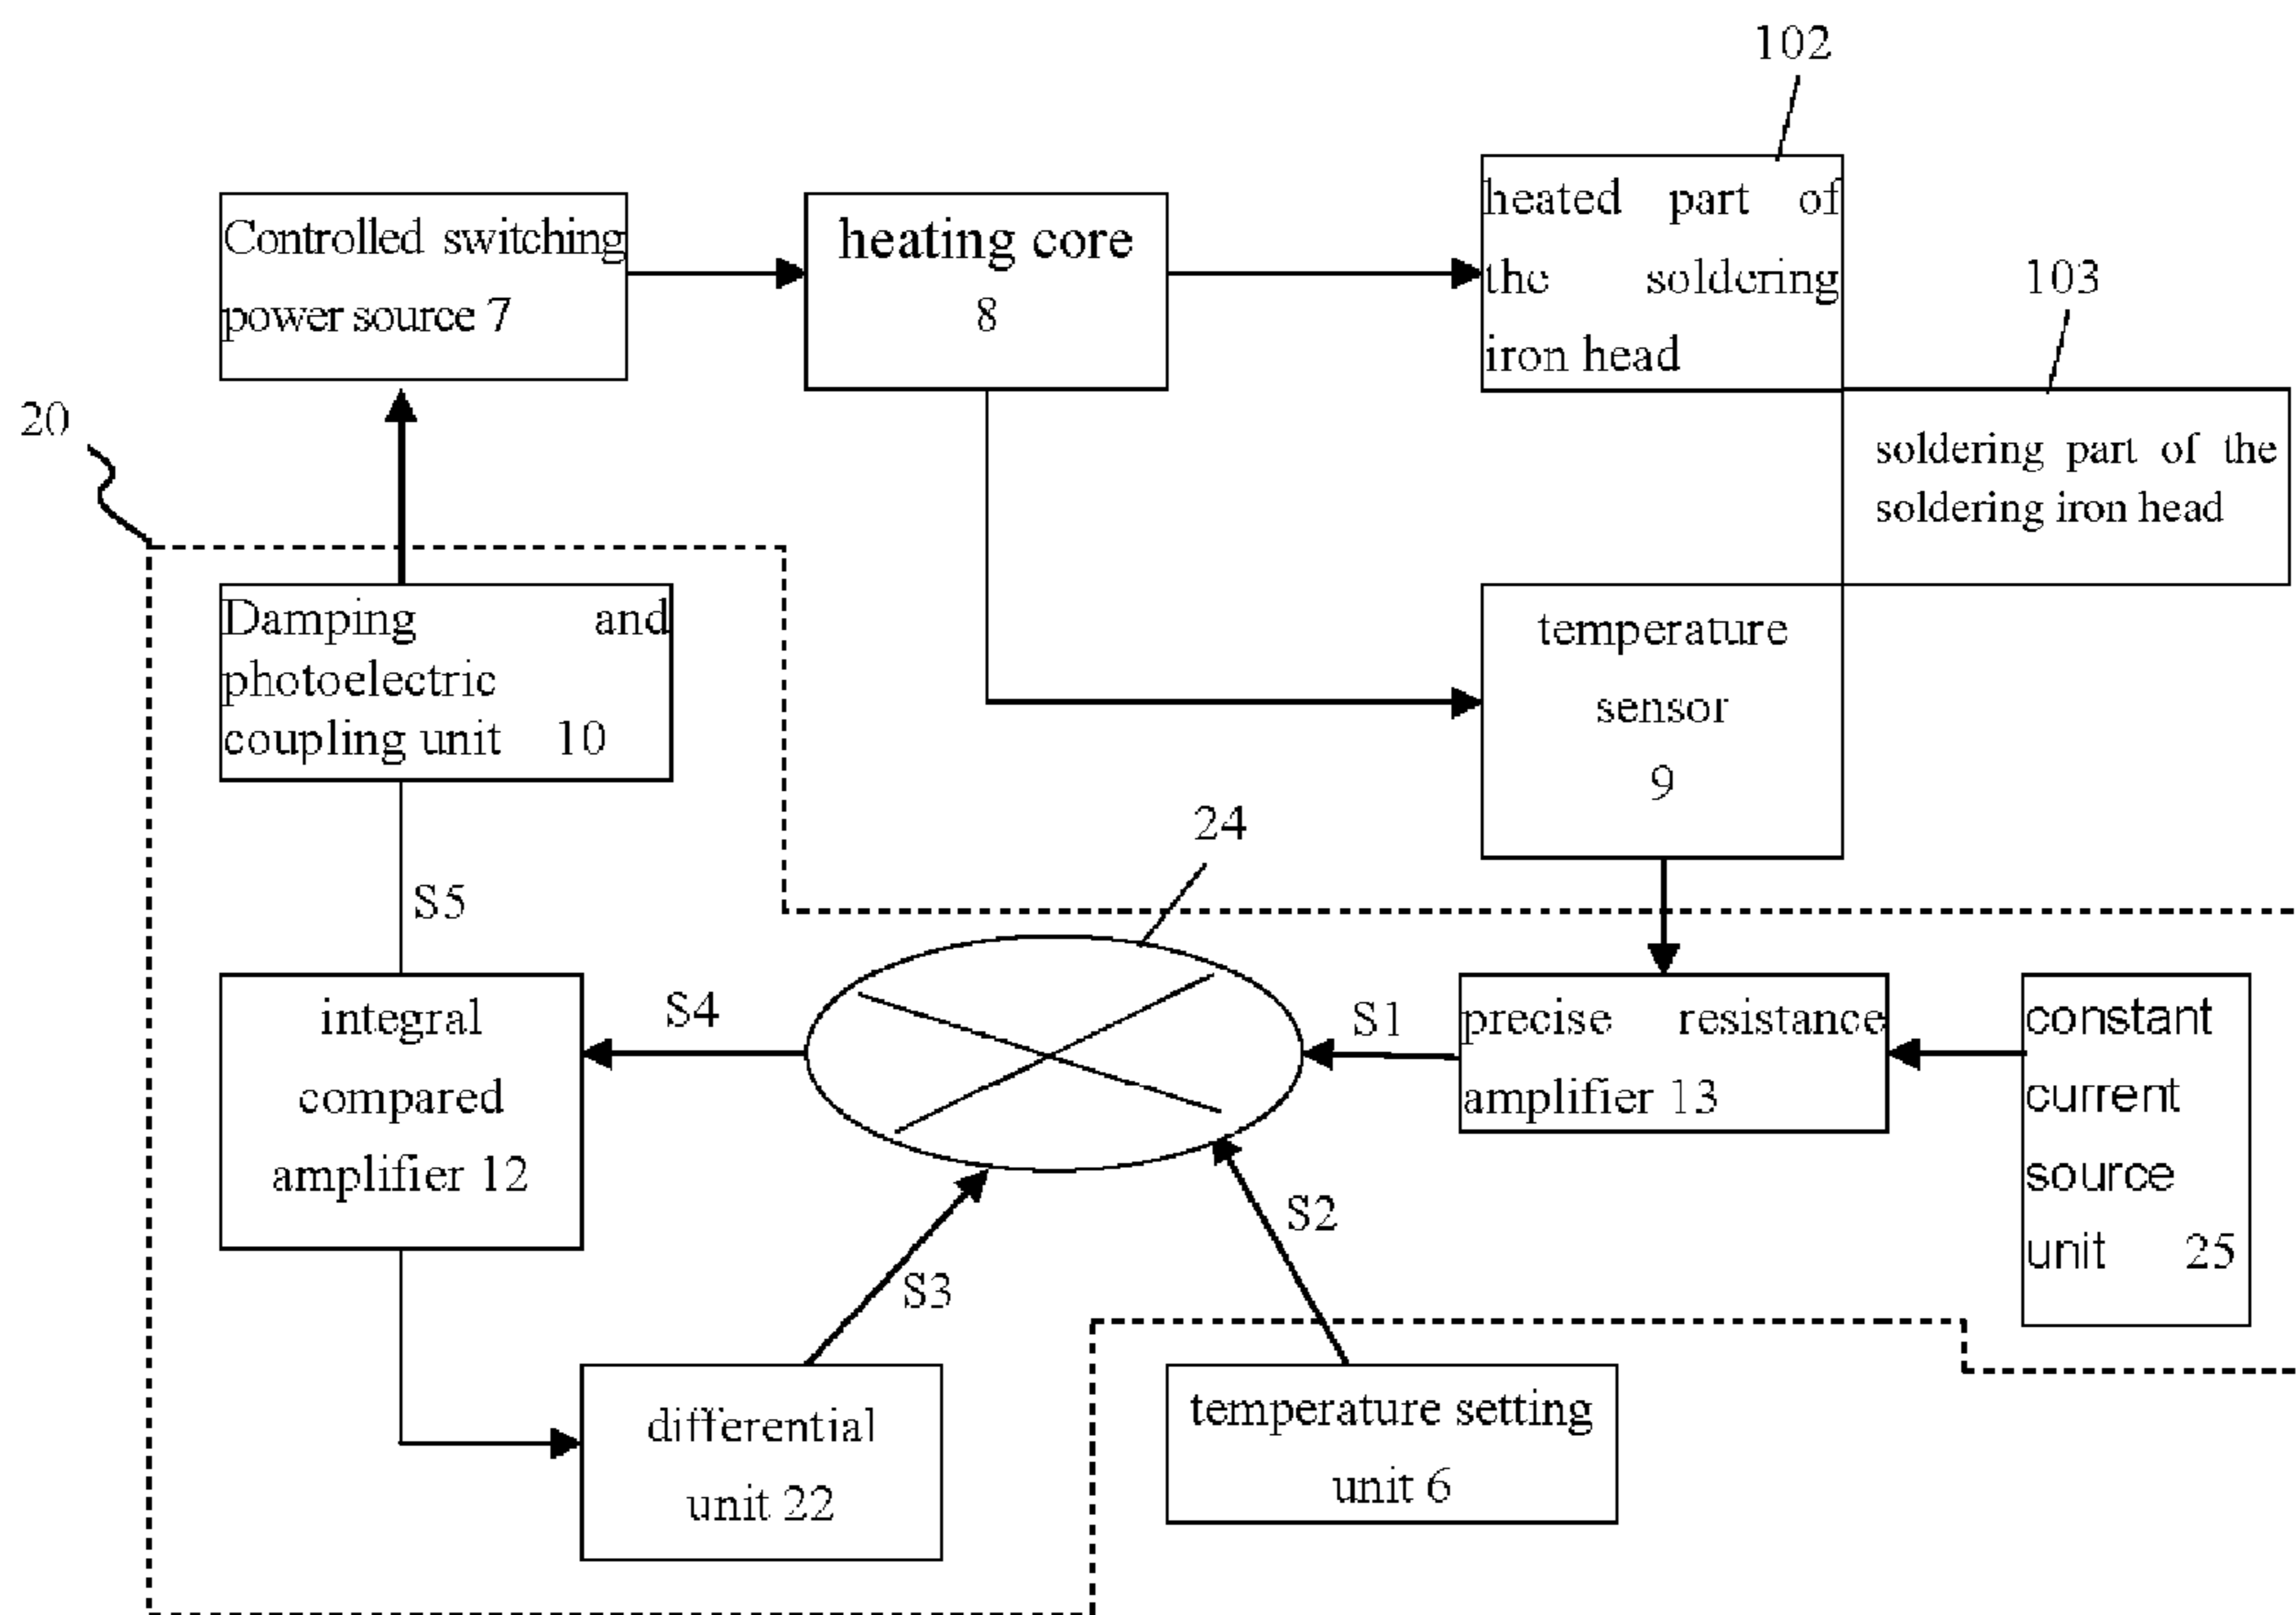 102
Controlled switching
power source 7
heating core
8
heated part of
the soldering
iron head
103
soldering part of the
soldering iron head
20
Damping and
photoelectric
coupling unit 10
temperature
sensor
9
24
S5
integral
compared
amplifier 12
S4
S1
precise resistance
amplifier 13
constant
current
source
unit 25
S2
S3
differential
unit 22
temperature setting
unit 6